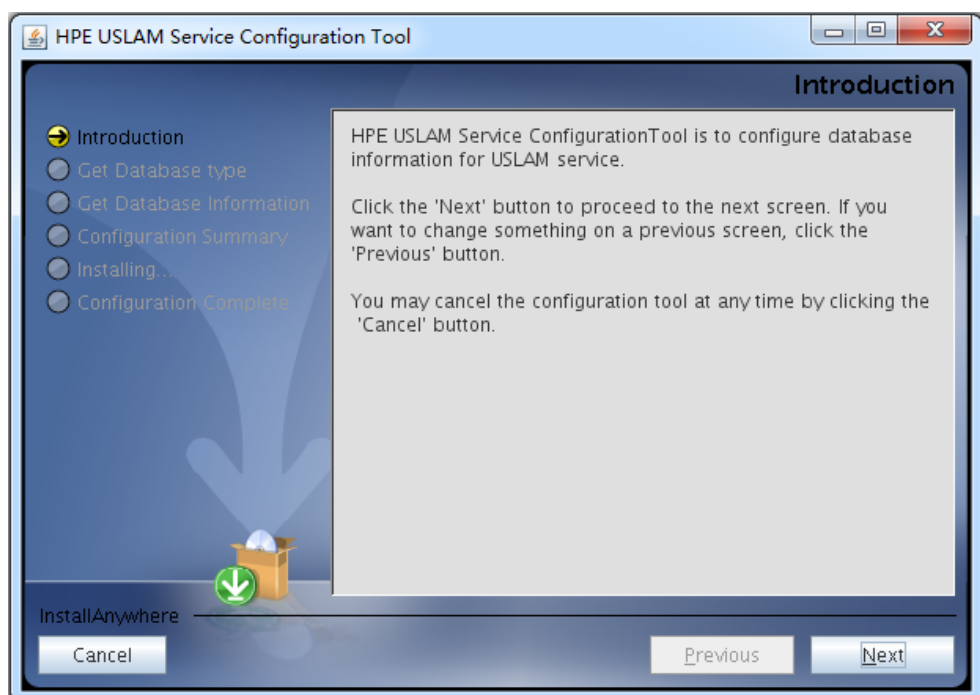 HPE USLAM Service Configuration Tool
Introduction
Introduction
Get Database type
Get Database Information
Configuration Summary
Installing...
Configuration Complete
HPE USLAM Service ConfigurationTool is to configure database
information for USLAM service.
Click the 'Next' button to proceed to the next screen. If you
want to change something on a previous screen, click the
'Previous' button.
You may cancel the configuration tool at any time by clicking the
'Cancel' button.
InstallAnywhere
Cancel
Previous
Next